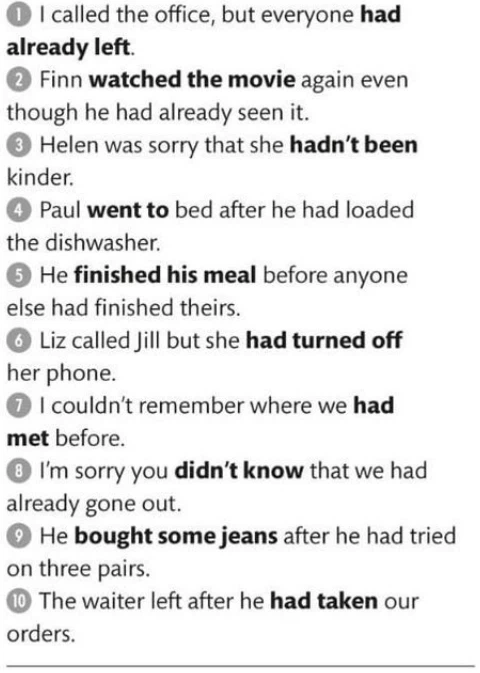 1 I called the office, but everyone had
already left.
2 Finn watched the movie again even
though he had already seen it.
3 Helen was sorry that she hadn't been
kinder.
4 Paul went to bed after he had loaded
the dishwasher.
5 He finished his meal before anyone
else had finished theirs.
6 Liz called Jill but she had turned off
her phone.
7 I couldn't remember where we had
met before.
8 I'm sorry you didn't know that we had
already gone out.
9 He bought some jeans after he had tried
on three pairs.
10 The waiter left after he had taken our
orders.